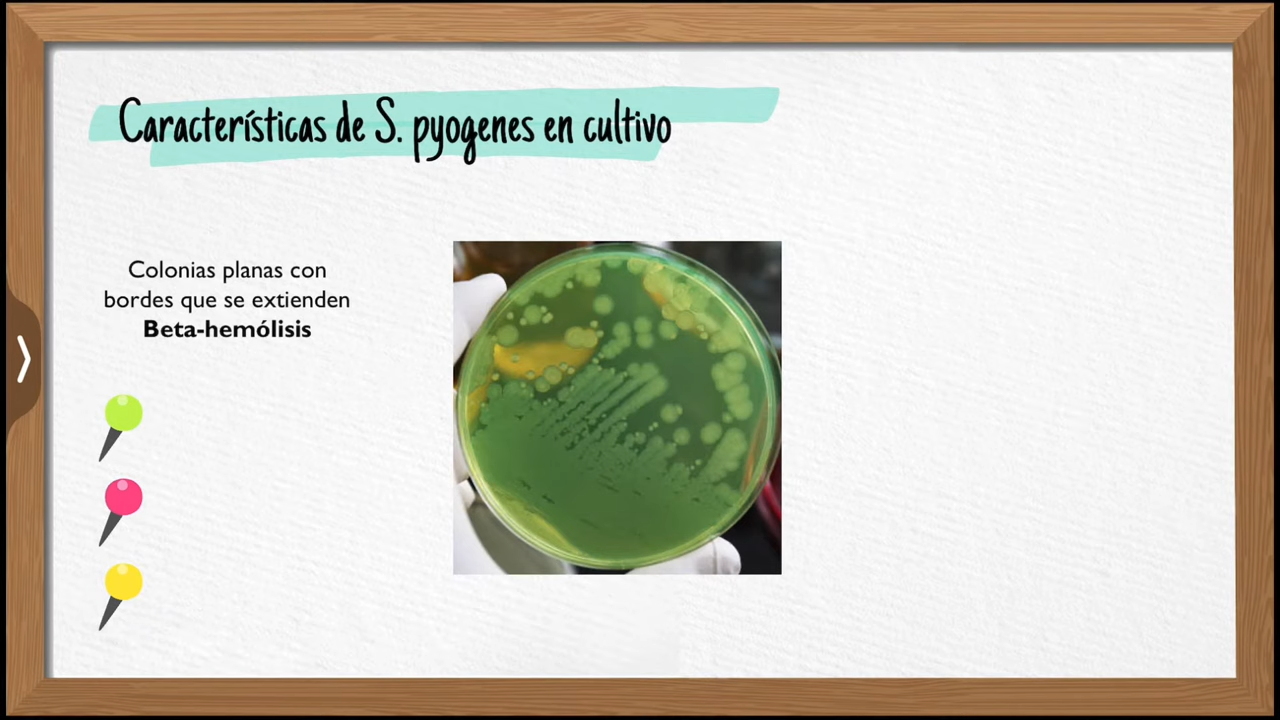 Características de S. pyogenes en cultivo
Colonias planas con
bordes que se extienden
Beta-hemólisis